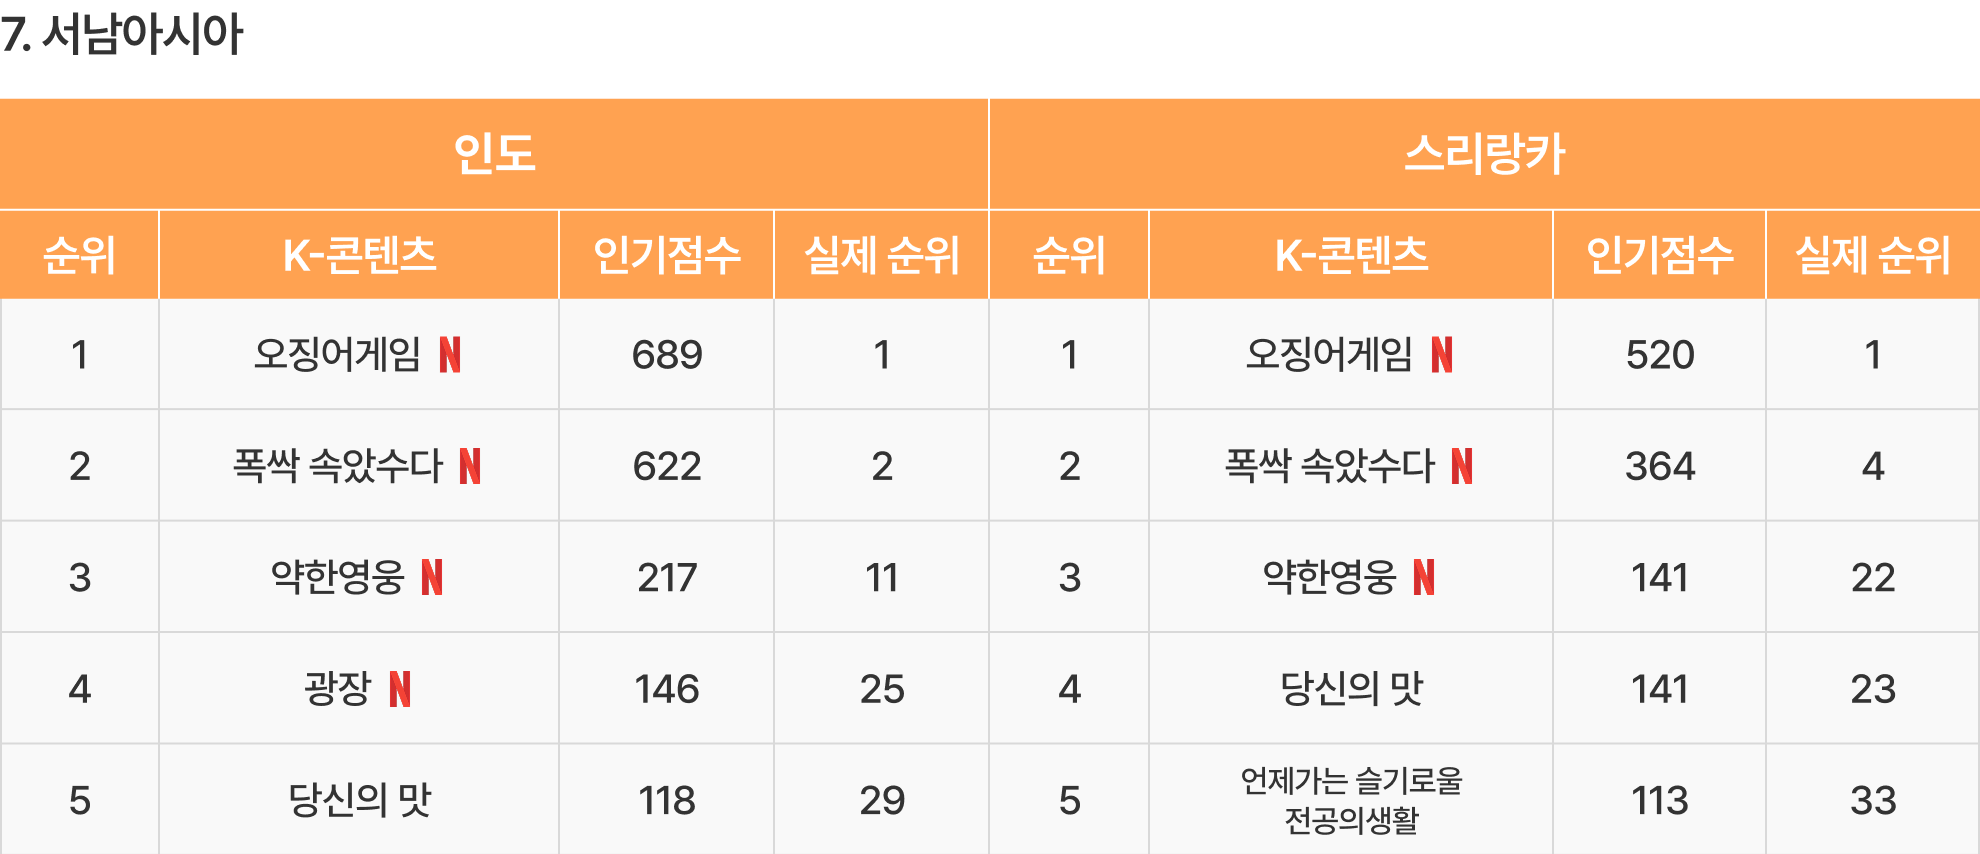 7. 서남아시아
인도 스리랑카
순위 K-콘텐츠 인기점수 실제 순위 순위 K-콘텐츠 인기점수 실제 순위
1 오징어게임 N 689 1 1 오징어게임 N 520 1
2 폭싹 속았수다 N 622 2 2 폭싹 속았수다 N 364 4
3 약한영웅 N 217 11 3 약한영웅 N 141 22
4 광장 N 146 25 4 당신의 맛 141 23
5 당신의 맛 118 29 5 언제가는 슬기로울 113 33
전공의생활